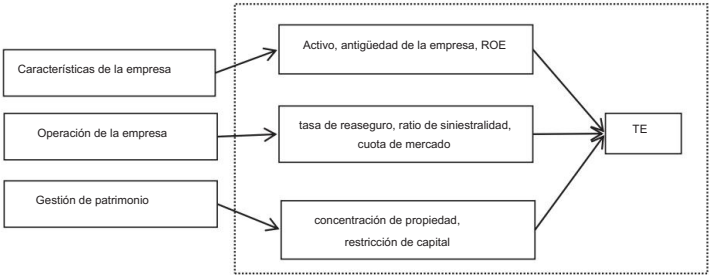 Características de la empresa
Activo, antigüedad de la empresa, ROE
Operación de la empresa
tasa de reaseguro, ratio de siniestralidad,
cuota de mercado
TE
Gestión de patrimonio
concentración de propiedad,
restricción de capital